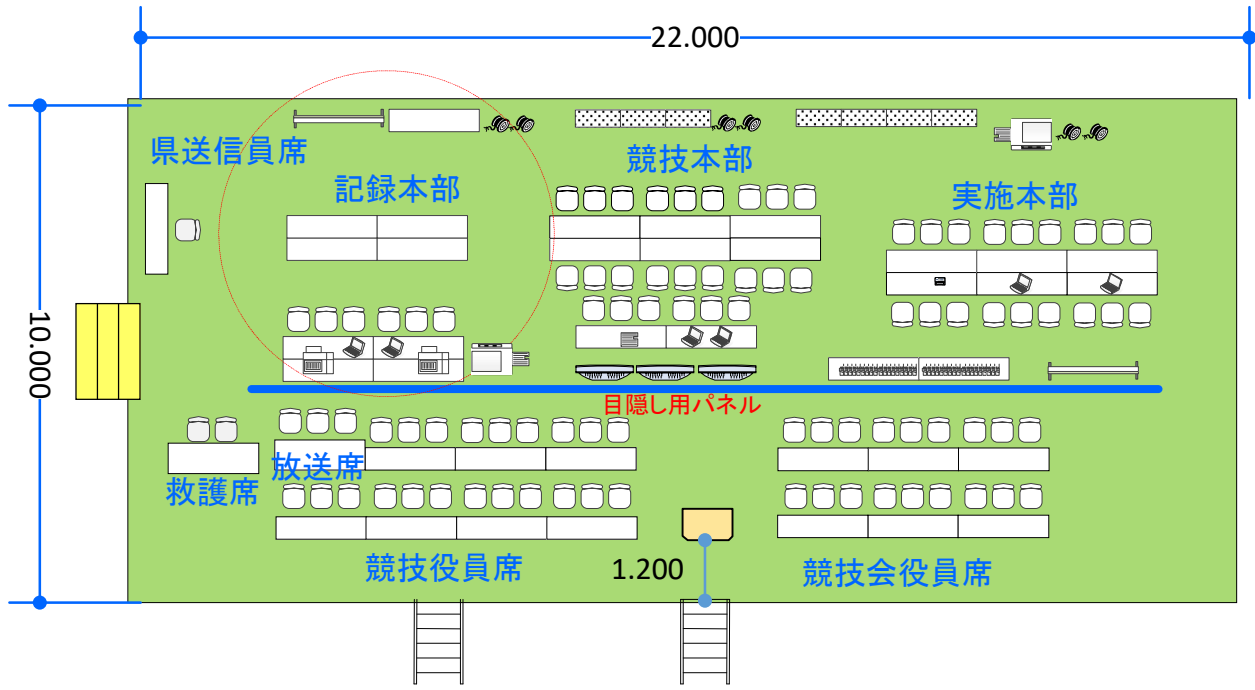 22.000
県送信員席
記録本部
競技本部
実施本部
10.000
目隠し用パネル
救護席
放送席
競技役員席
1.200
競技会役員席